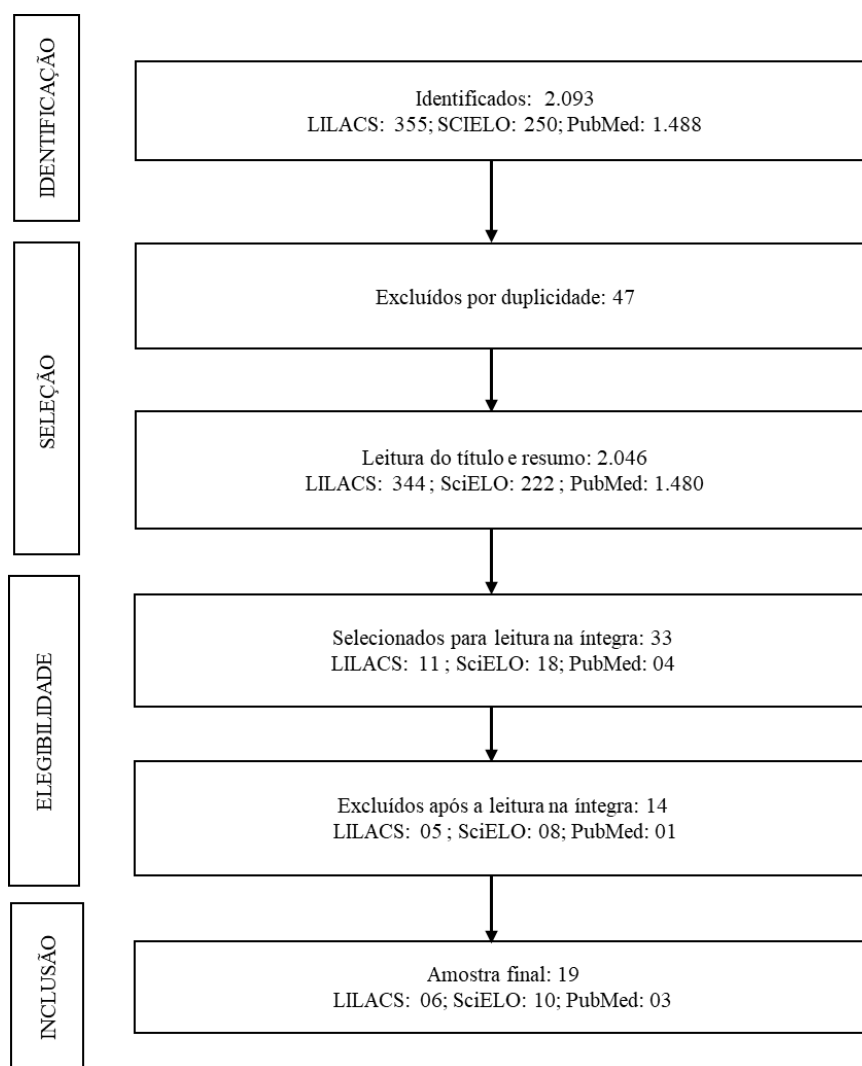 IDENTIFICAÇÃO
Identificados: 2.093
LILACS: 355; SCIELO: 250; PubMed: 1.488
SELEÇÃO
Excluídos por duplicidade: 47
Leitura do título e resumo: 2.046
LILACS: 344 ; SciELO: 222 ; PubMed: 1.480
ELEGIBILIDADE
Selecionados para leitura na íntegra: 33
LILACS: 11 ; SciELO: 18; PubMed: 04
Excluídos após a leitura na íntegra: 14
LILACS: 05 ; SciELO: 08; PubMed: 01
INCLUSÃO
Amostra final: 19
LILACS: 06; SciELO: 10; PubMed: 03